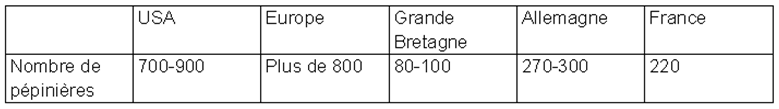 USA Europe Grande Allemagne France
Bretagne
Nombre de 700-900 Plus de 800 80-100 270-300 220
pépinières